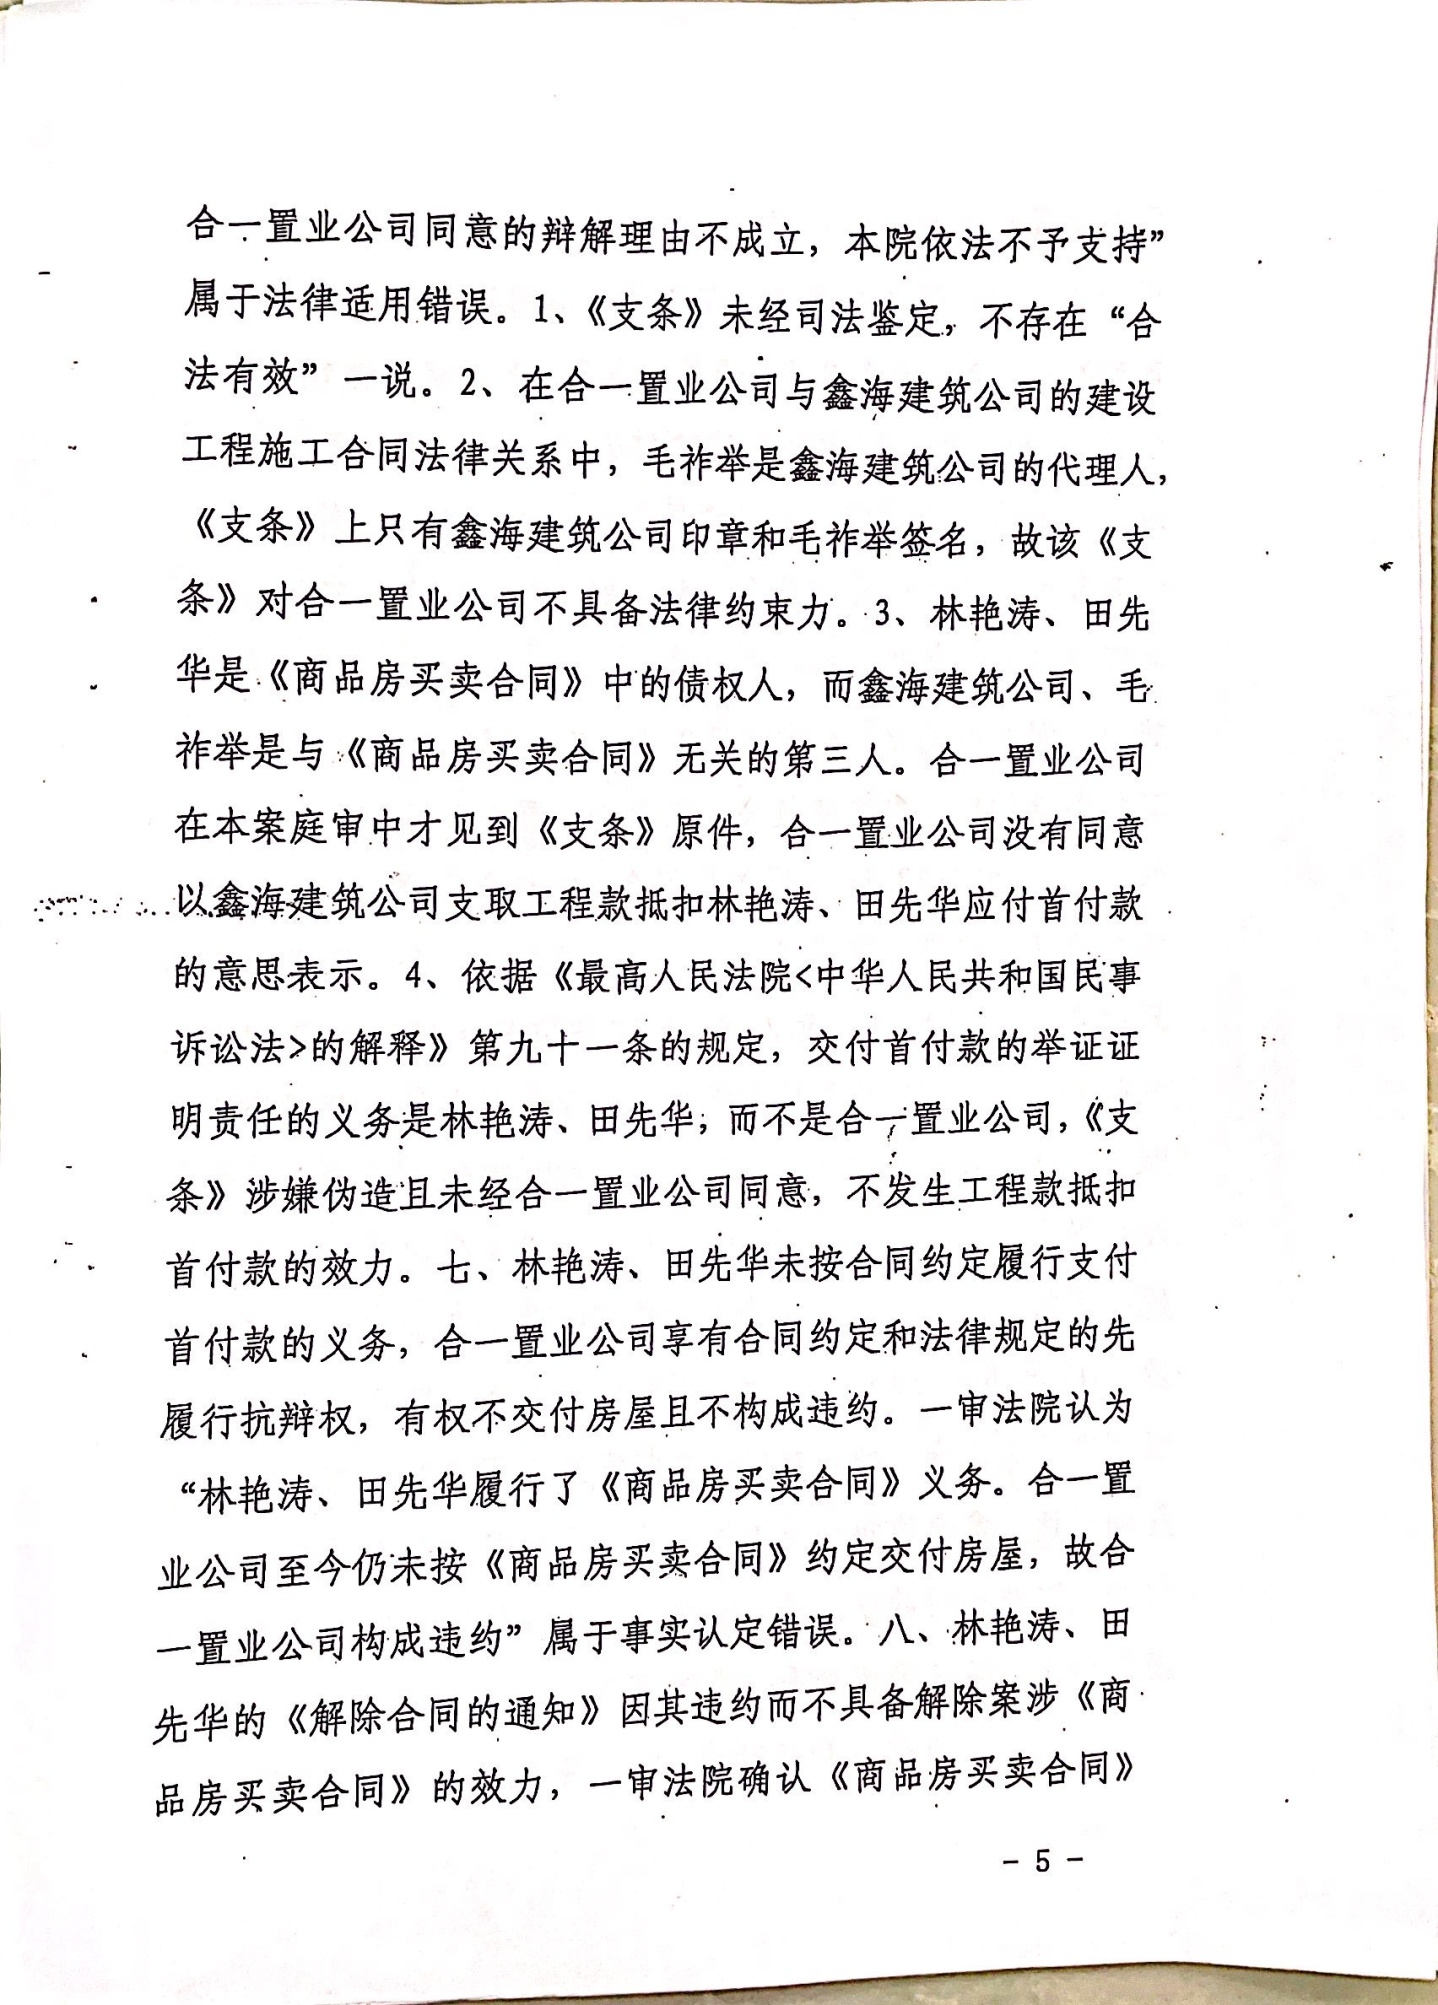 合一置业公司同意的辩解理由不成立，本院依法不予支持”
属于法律适用错误。1、《支条》未经司法鉴定，不存在“合
法有效”一说。2、在合一置业公司与鑫海建筑公司的建设
工程施工合同法律关系中，毛祚举是鑫海建筑公司的代理人，
《支条》上只有鑫海建筑公司印章和毛祚举签名，故该《支
条》对合一置业公司不具备法律约束力。3、林艳涛、田先
华是《商品房买卖合同》中的债权人，而鑫海建筑公司、毛
祚举是与《商品房买卖合同》无关的第三人。合一置业公司
在本案庭审中才见到《支条》原件，合一置业公司没有同意
以鑫海建筑公司支取工程款抵扣林艳涛、田先华应付首付款
的意思表示。4、依据《最高人民法院<中华人民共和国民事
诉讼法>的解释》第九十一条的规定，交付首付款的举证证
明责任的义务是林艳涛、田先华；而不是合一置业公司，《支
条》涉嫌伪造且未经合一置业公司同意，不发生工程款抵扣
首付款的效力。七、林艳涛、田先华未按合同约定履行支付
首付款的义务，合一置业公司享有合同约定和法律规定的先
履行抗辩权，有权不交付房屋且不构成违约。一审法院认为
“林艳涛、田先华履行了《商品房买卖合同》义务。合一置
业公司至今仍未按《商品房买卖合同》约定交付房屋，故合
一置业公司构成违约”属于事实认定错误。八、林艳涛、田
先华的《解除合同的通知》因其违约而不具备解除案涉《商
品房买卖合同》的效力，一审法院确认《商品房买卖合同》
- 5 -